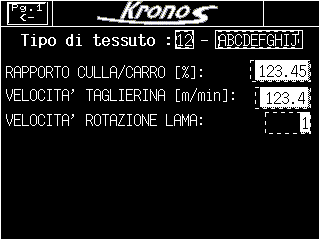 Pg.1
<-
Kronos
Tipo di tessuto :12 - ABCDEFGHIJ
RAPPORTO CULLA/CARRO [%]: 123.45
VELOCITA' TAGLIERINA [m/min]: 123.4
VELOCITA' ROTAZIONE LAMA: 1